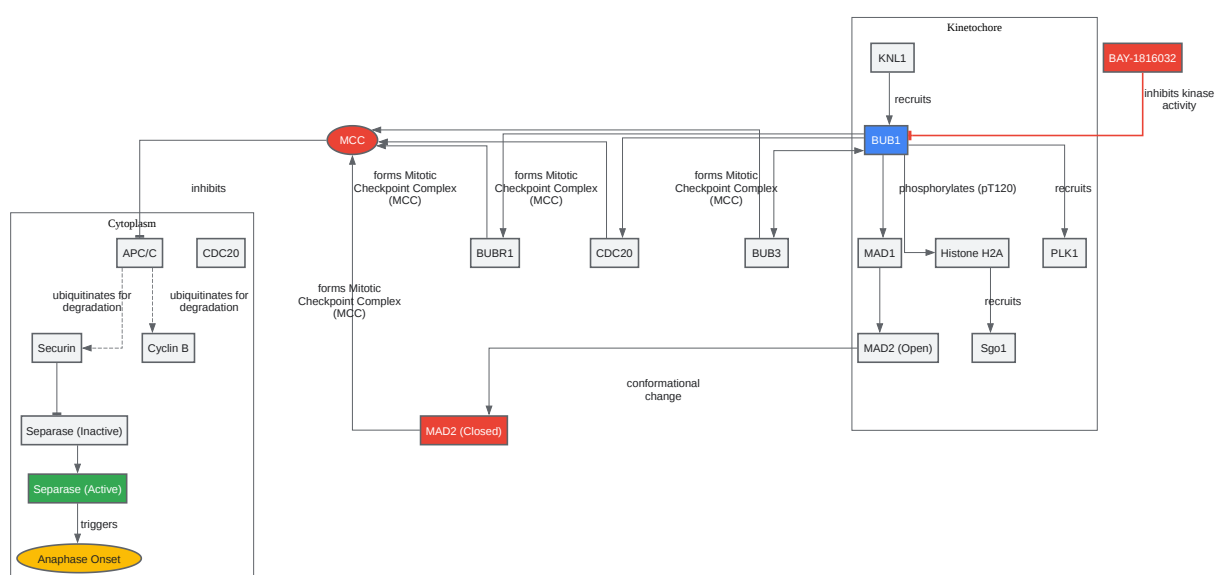 Kinetochore
KNL1
BAY-1816032
inhibits kinase
activity
recruits
MCC
BUB1
forms Mitotic
Checkpoint Complex
(MCC)
forms Mitotic
Checkpoint Complex
(MCC)
forms Mitotic
Checkpoint Complex
(MCC)
inhibits
phosphorylates (pT120)
recruits
Cytoplasm
APC/C
CDC20
BUBR1
CDC20
BUB3
MAD1
Histone H2A
PLK1
ubiquitinates for
degradation
ubiquitinates for
degradation
forms Mitotic
Checkpoint Complex
(MCC)
recruits
Securin
Cyclin B
MAD2 (Open)
Sgo1
conformational
change
Separase (Inactive)
MAD2 (Closed)
Separase (Active)
triggers
Anaphase Onset